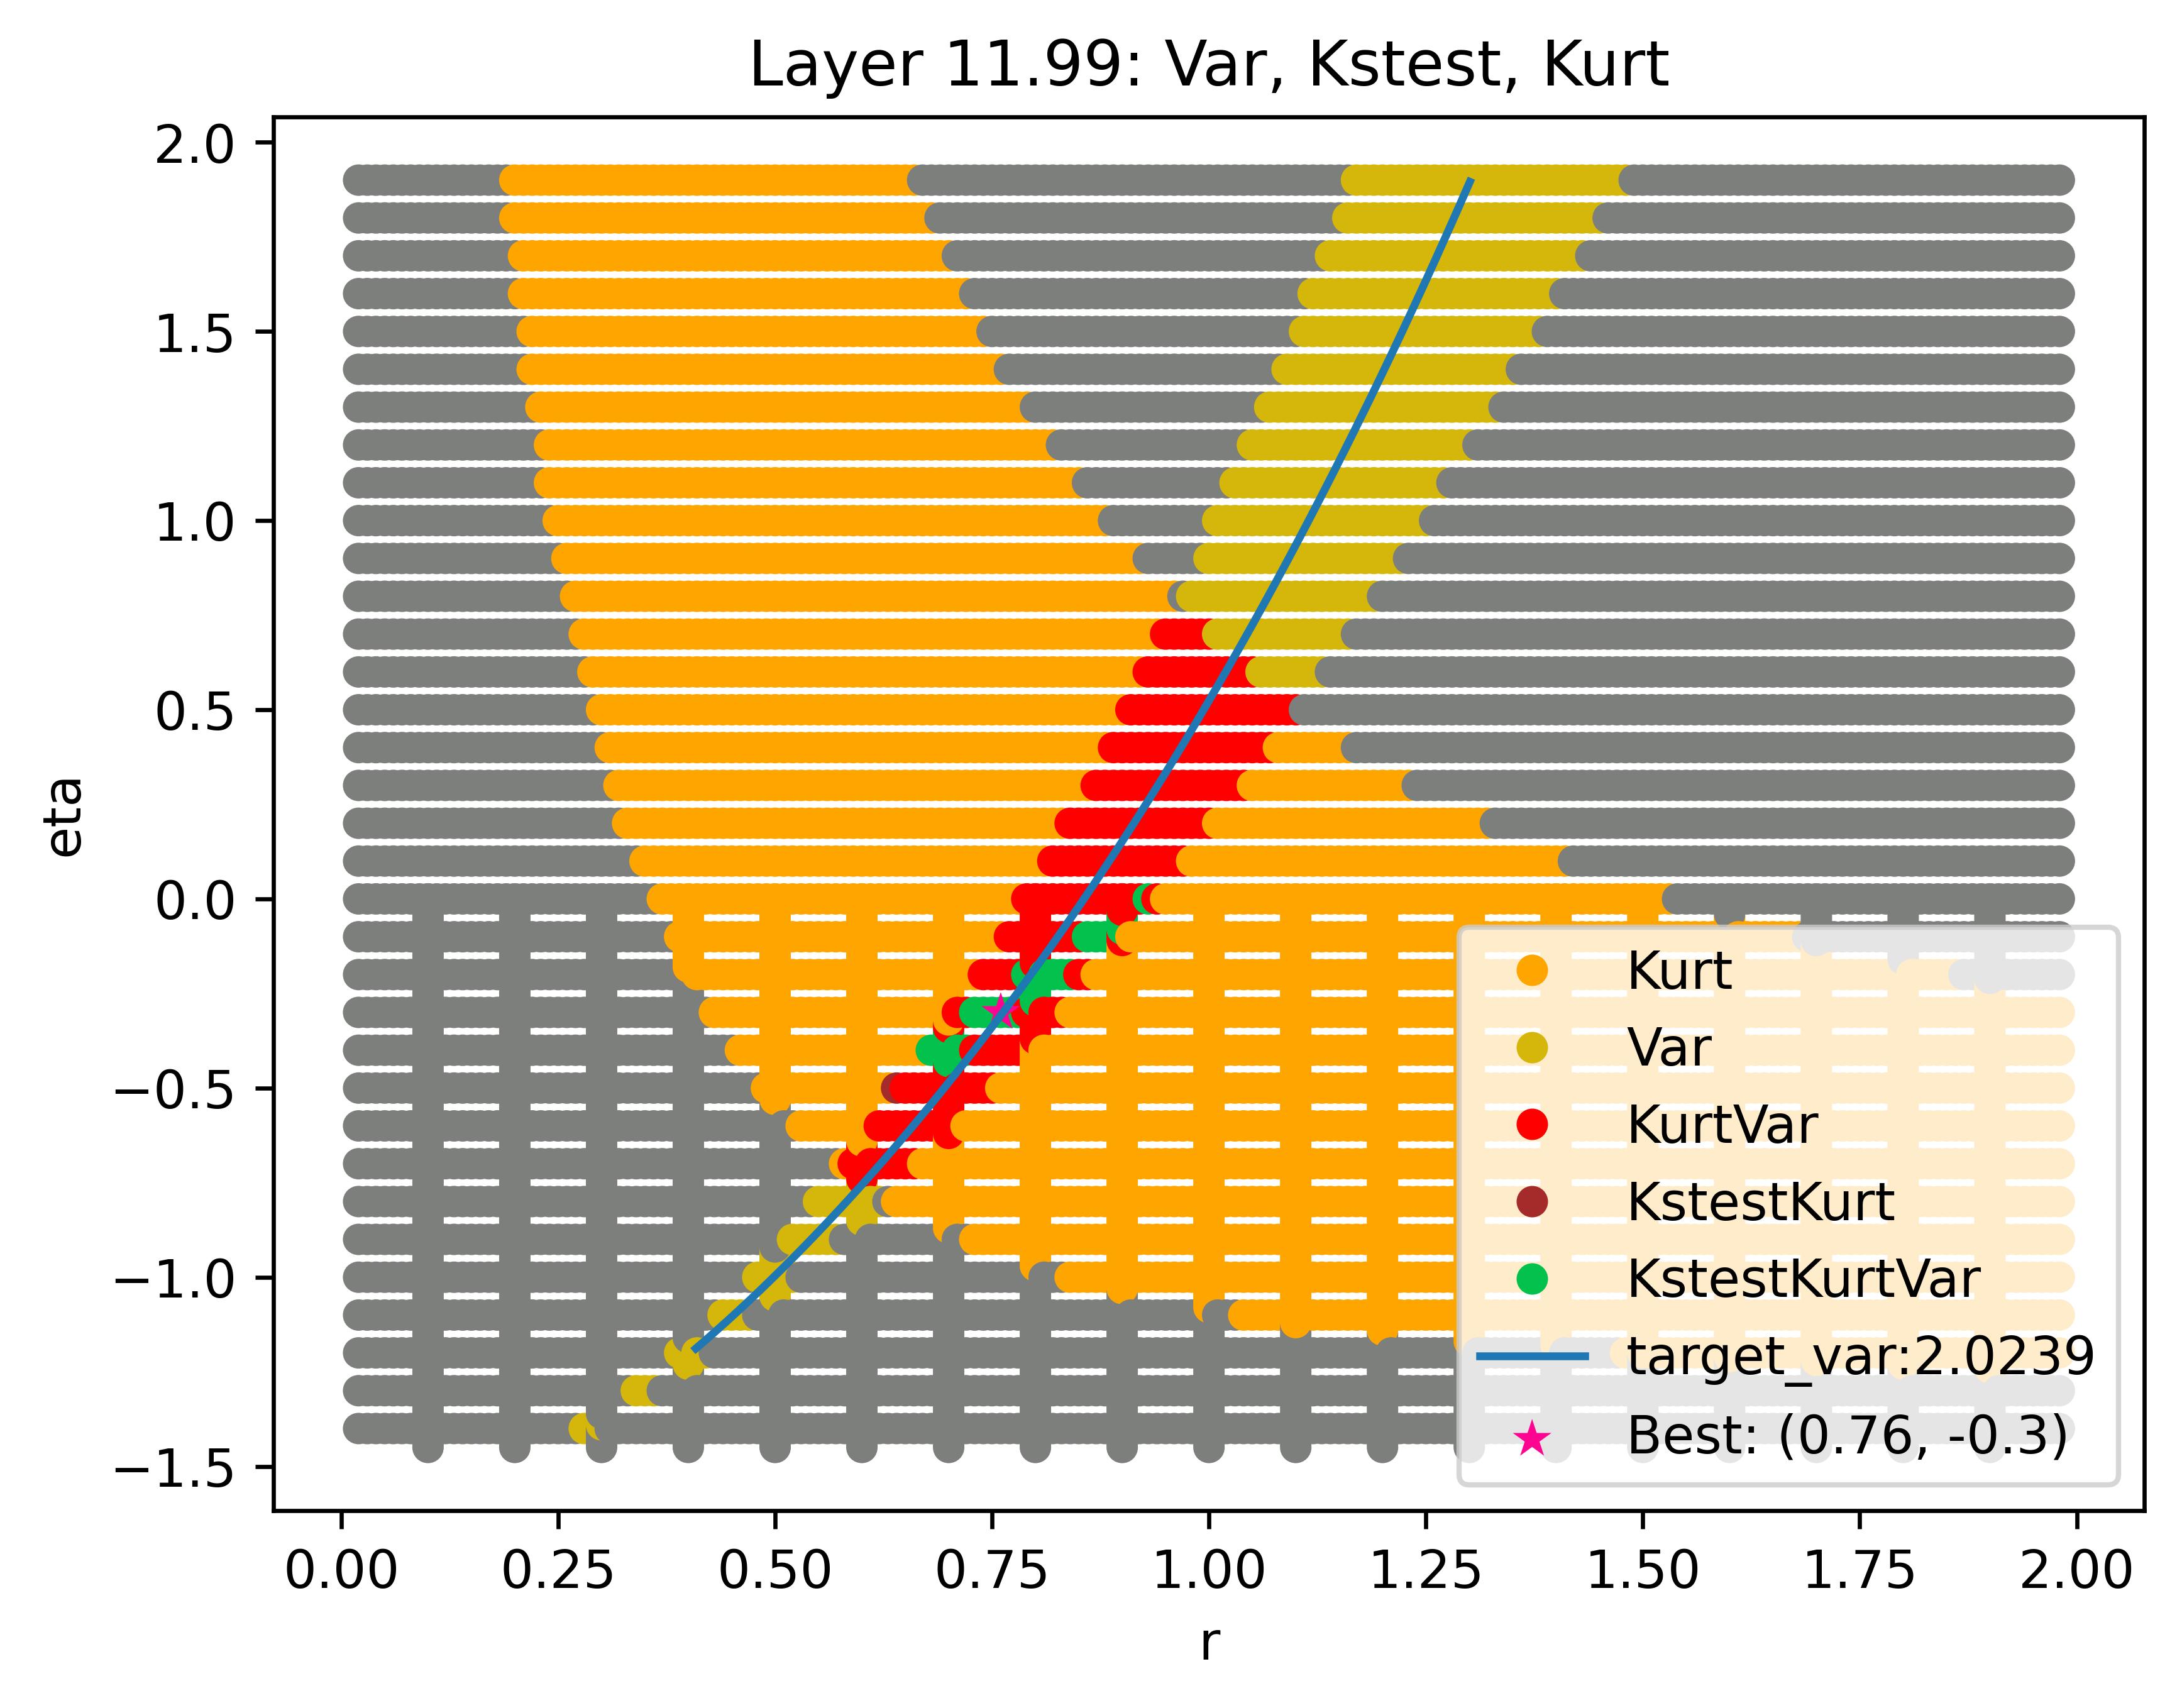 Layer 11.99: Var, Kstest, Kurt
2.0
1.5
1.0
0.5
0.0
−0.5
−1.0
−1.5
eta
Kurt
Var
KurtVar
KstestKurt
KstestKurtVar
target_var:2.0239
Best: (0.76, -0.3)
0.00 0.25 0.50 0.75 1.00 1.25 1.50 1.75 2.00
r